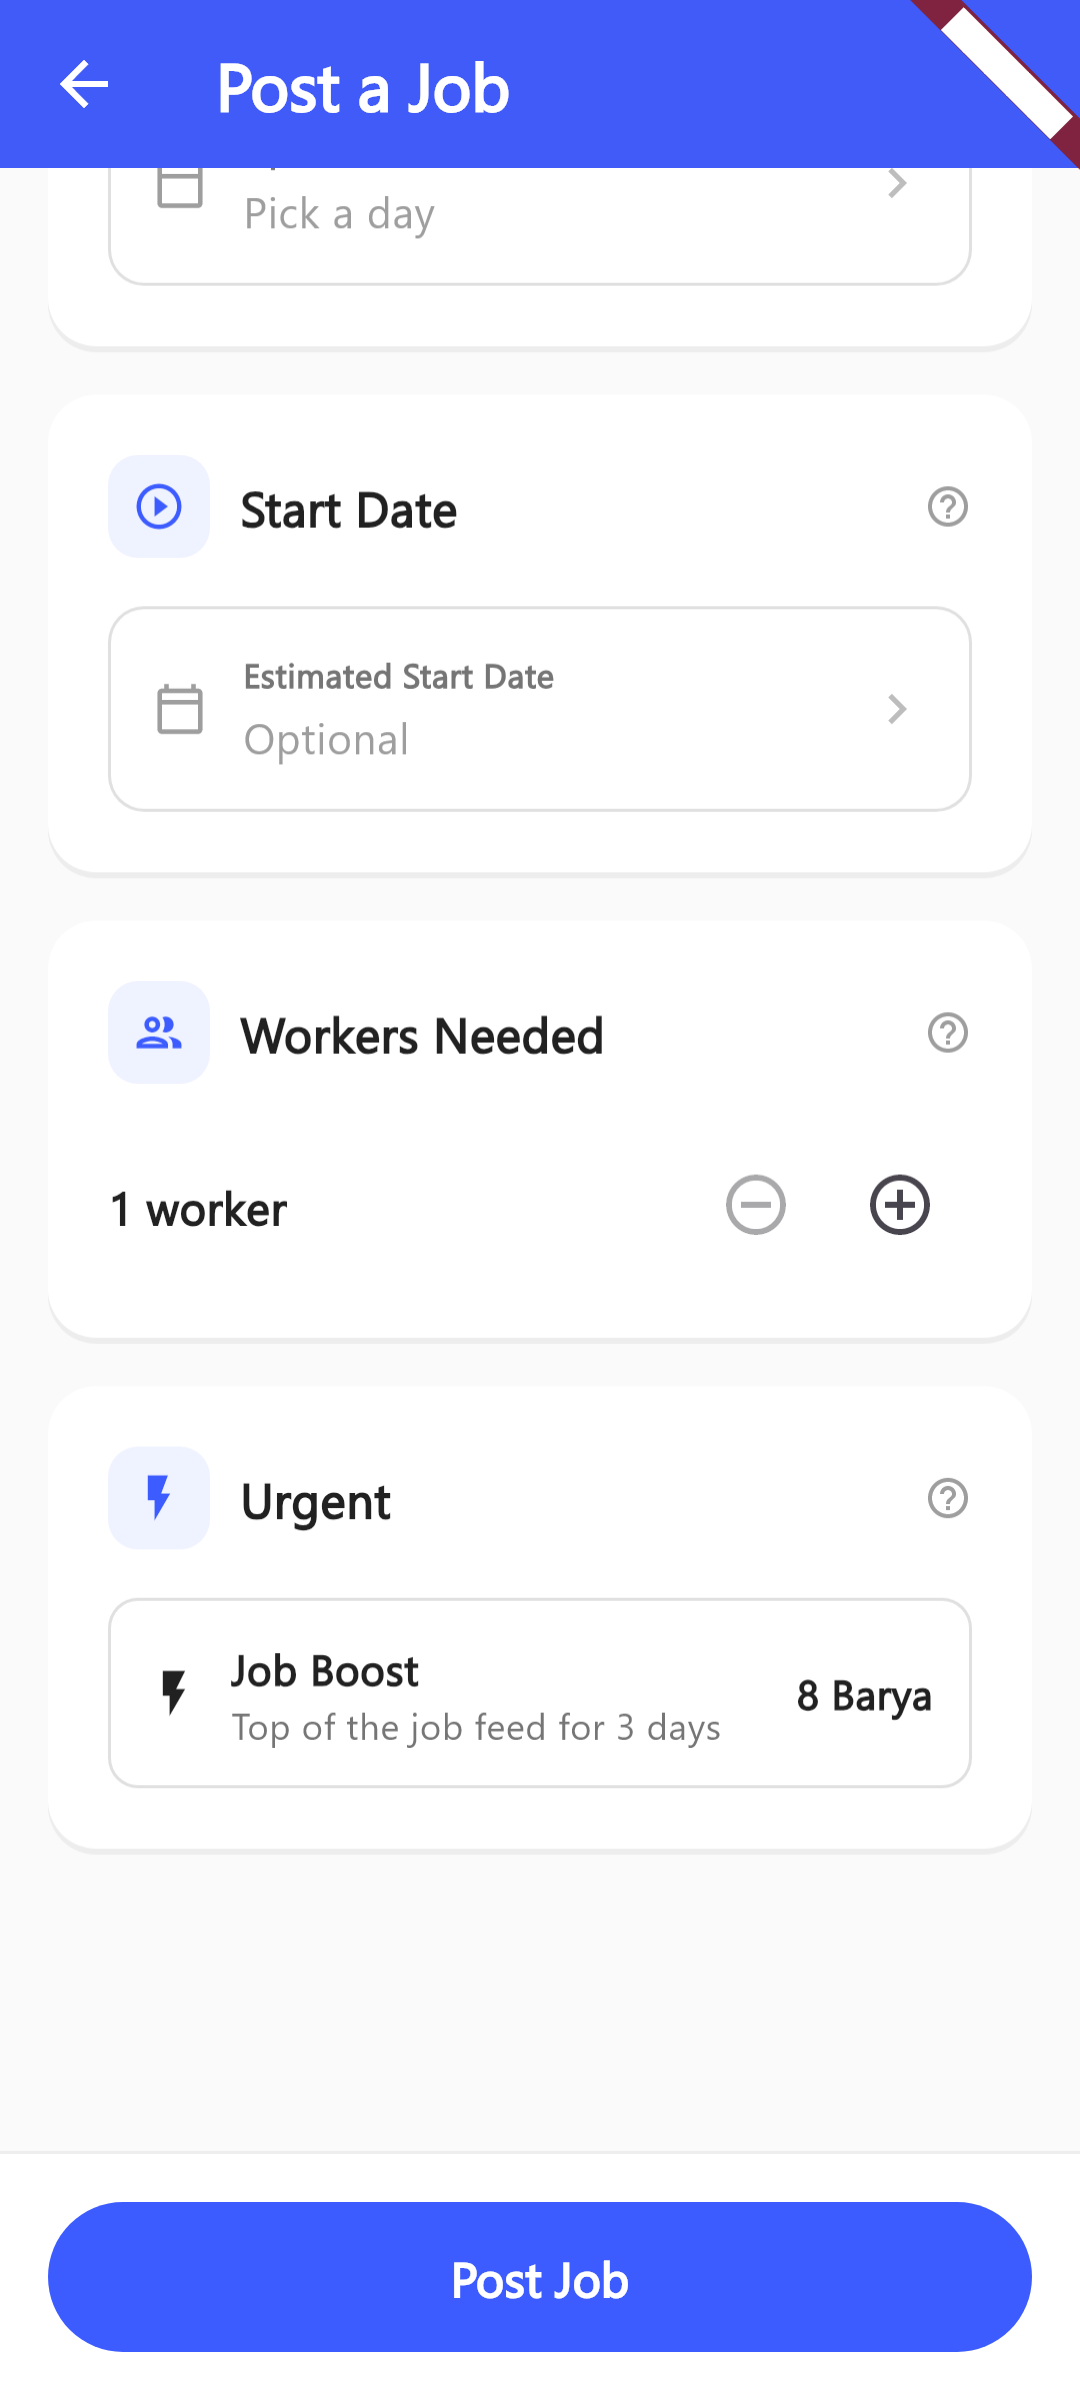 Post a Job
Pick a day
Start Date
Estimated Start Date
Optional
Workers Needed
1 worker
Urgent
Job Boost
8 Barya
Top of the job feed for 3 days
Post Job